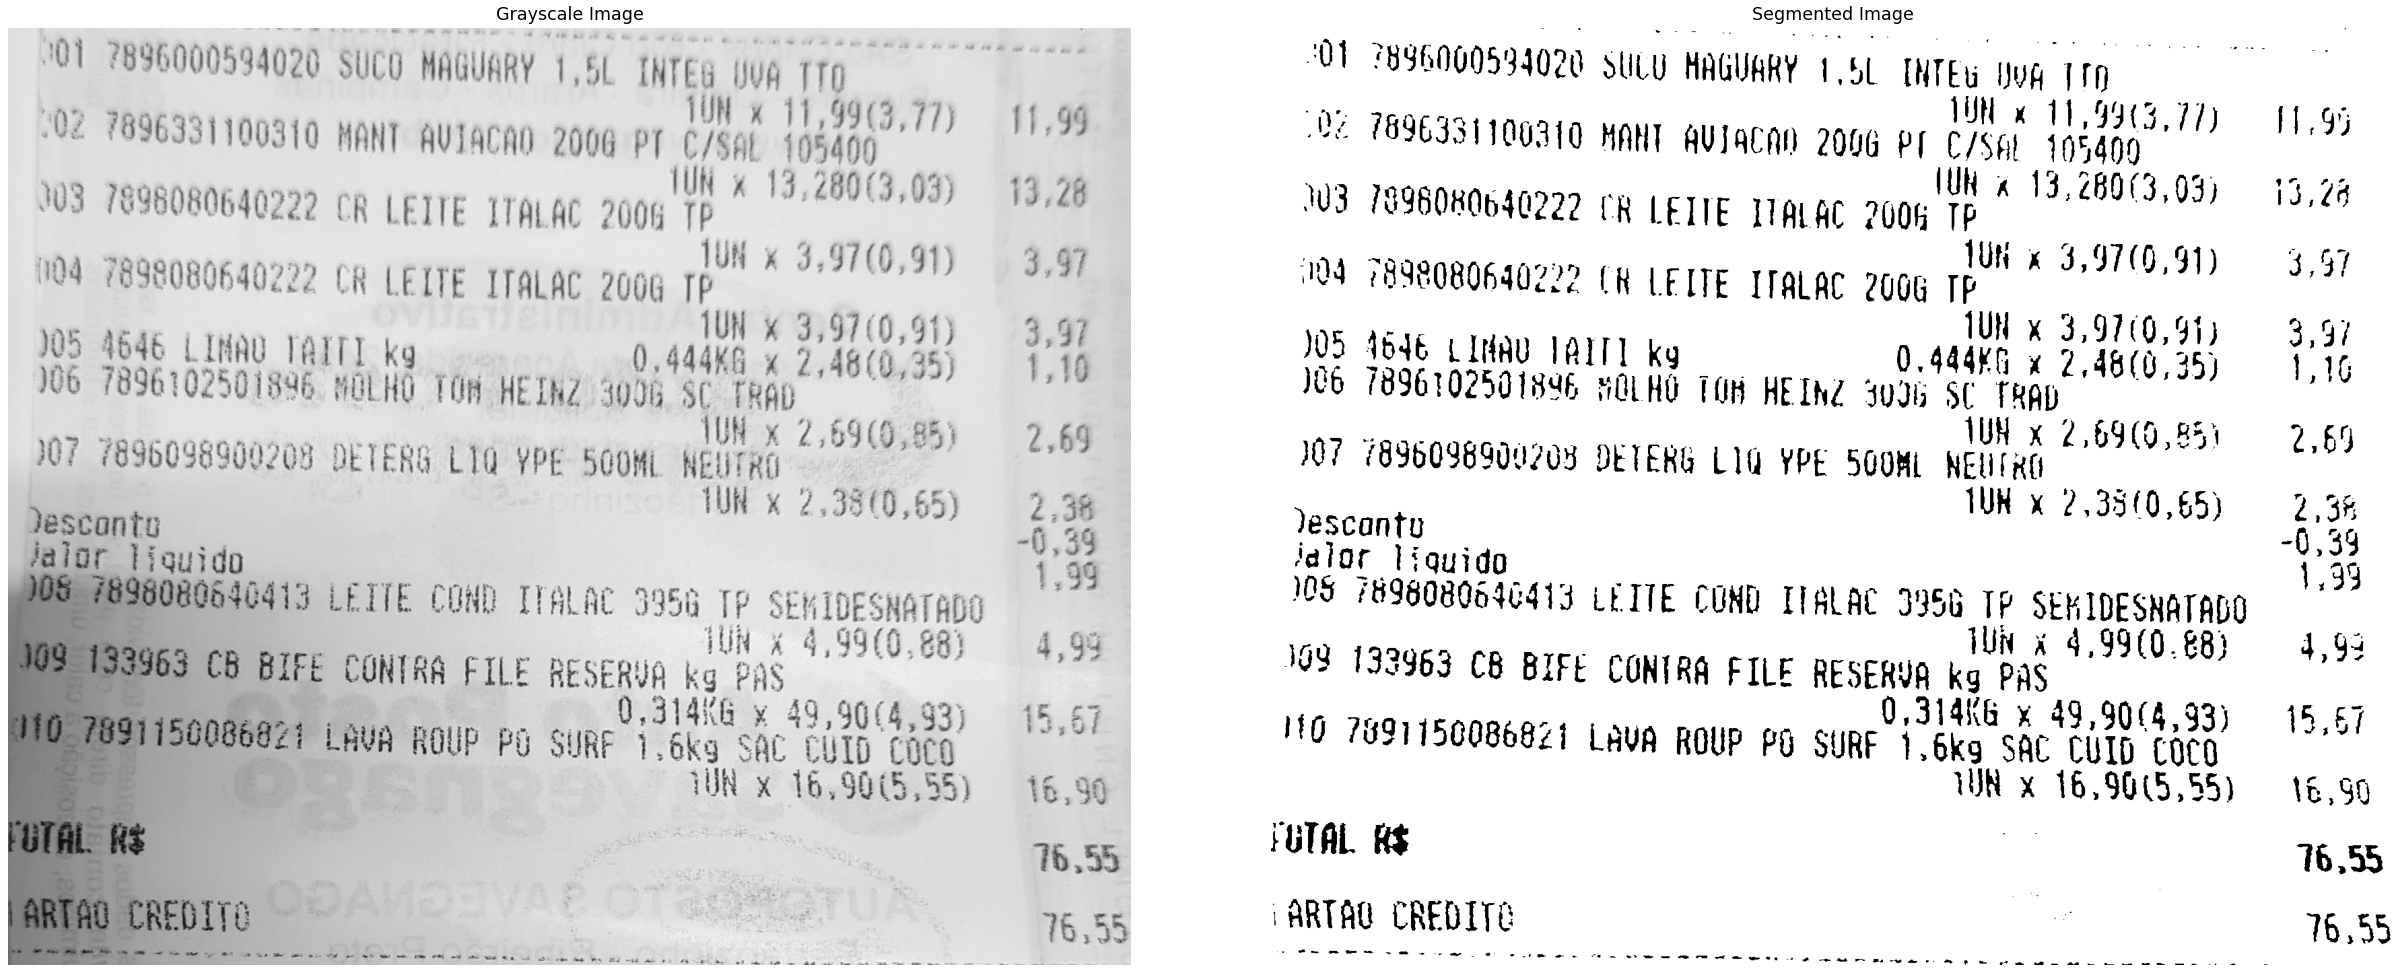 Grayscale Image
001 7896000594020 SUCO MAGUARY 1,5L INTEG UVA TTO
1UN x 11,99(3,77) 11,99
002 7896331100310 MANT AVIACAO 200G PT C/SAL 105400
1UN x 13,280(3,03) 13,28
003 7898080640222 CR LEITE ITALAC 200G TP
1UN x 3,97(0,91) 3,97
004 7898080640222 CR LEITE ITALAC 200G TP
1UN x 3,97(0,91) 3,97
005 4646 LIMAO TAITI kg 0,444KG x 2,48(0,35) 1,10
006 7896102501896 MOLHO TOM HEINZ 300G SC TRAD
1UN x 2,69(0,85) 2,69
007 7896098900208 DETERG LIQ YPE 500ML NEUTRO
1UN x 2,38(0,65) 2,38
Desconto -0,39
Valor líquido 1,99
008 7898080640413 LEITE COND ITALAC 395G TP SEMIDESNATADO
1UN x 4,99(0,88) 4,99
009 133963 CB BIFE CONTRA FILE RESERVA kg PAS
0,314KG x 49,90(4,93) 15,67
010 7891150086821 LAVA ROUP PO SURF 1,6kg SAC CUID COCO
1UN x 16,90(5,55) 16,90
TOTAL R$ 76,55
ARTAO CREDITO 76,55
Segmented Image
001 7896000594020 SUCO MAGUARY 1,5L INTEG UVA TTO
1UN x 11,99(3,77) 11,99
002 7896331100310 MANT AVIACAO 200G PT C/SAL 105400
1UN x 13,280(3,03) 13,28
003 7898080640222 CR LEITE ITALAC 200G TP
1UN x 3,97(0,91) 3,97
004 7898080640222 CR LEITE ITALAC 200G TP
1UN x 3,97(0,91) 3,97
005 4646 LIMAO TAITI kg 0,444KG x 2,48(0,35) 1,10
006 7896102501896 MOLHO TOM HEINZ 300G SC TRAD
1UN x 2,69(0,85) 2,69
007 7896098900208 DETERG LIQ YPE 500ML NEUTRO
1UN x 2,38(0,65) 2,38
Desconto -0,39
Valor líquido 1,99
008 7898080640413 LEITE COND ITALAC 395G TP SEMIDESNATADO
1UN x 4,99(0,88) 4,99
009 133963 CB BIFE CONTRA FILE RESERVA kg PAS
0,314KG x 49,90(4,93) 15,67
010 7891150086821 LAVA ROUP PO SURF 1,6kg SAC CUID COCO
1UN x 16,90(5,55) 16,90
TOTAL R$ 76,55
ARTAO CREDITO 76,55